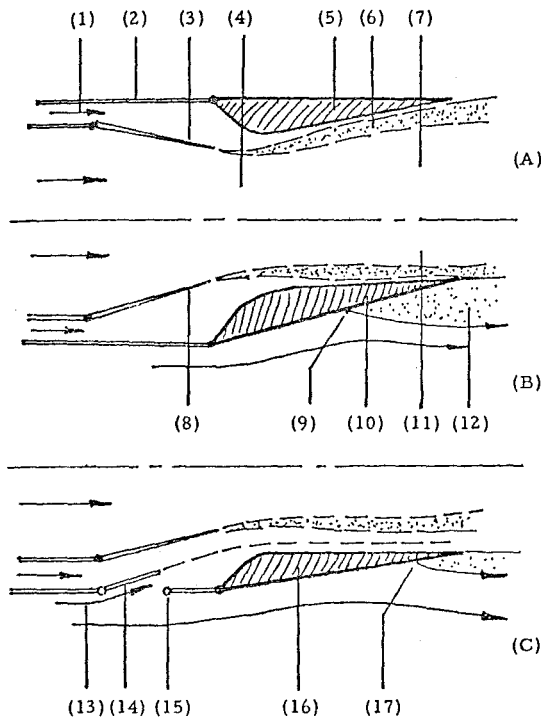 (1) (2) (3) (4) (5) (6) (7)
(A)
(B)
(8) (9) (10) (11) (12)
(C)
(13) (14) (15) (16) (17)